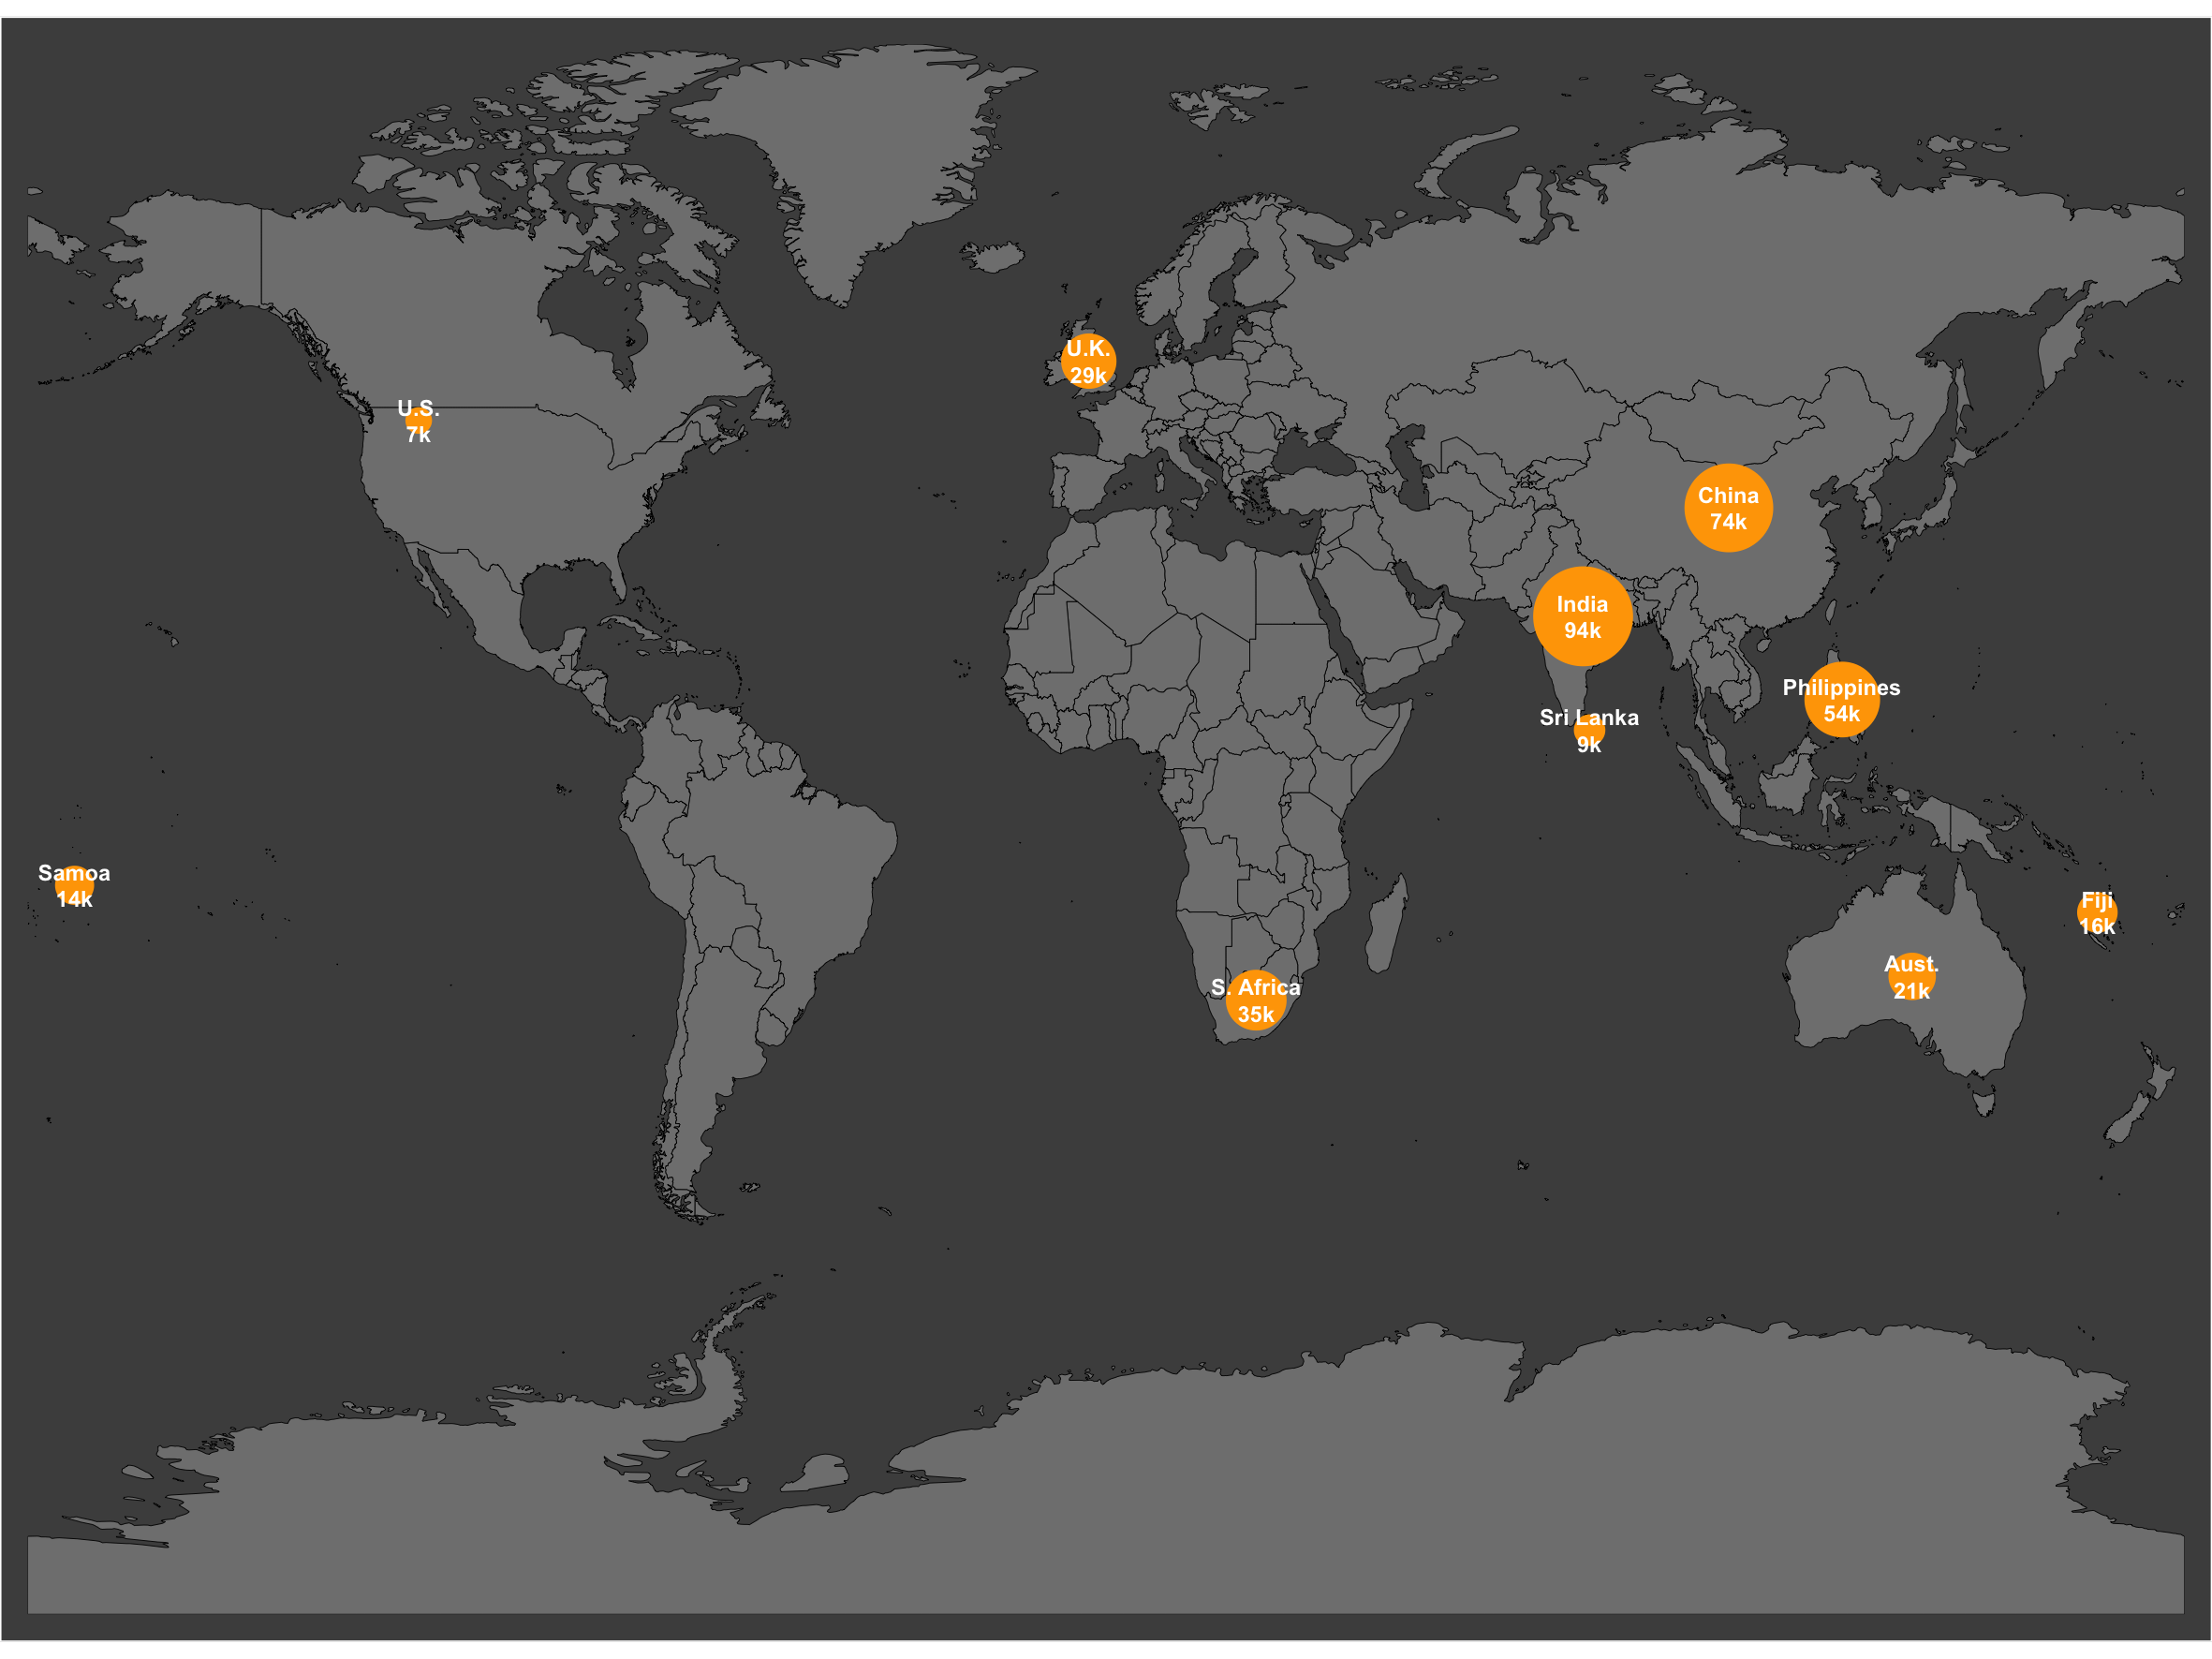 U.K.
29k
U.S.
7k
China
74k
India
94k
Philippines
54k
Sri Lanka
9k
Samoa
14k
Fiji
16k
Aust.
21k
S. Africa
35k